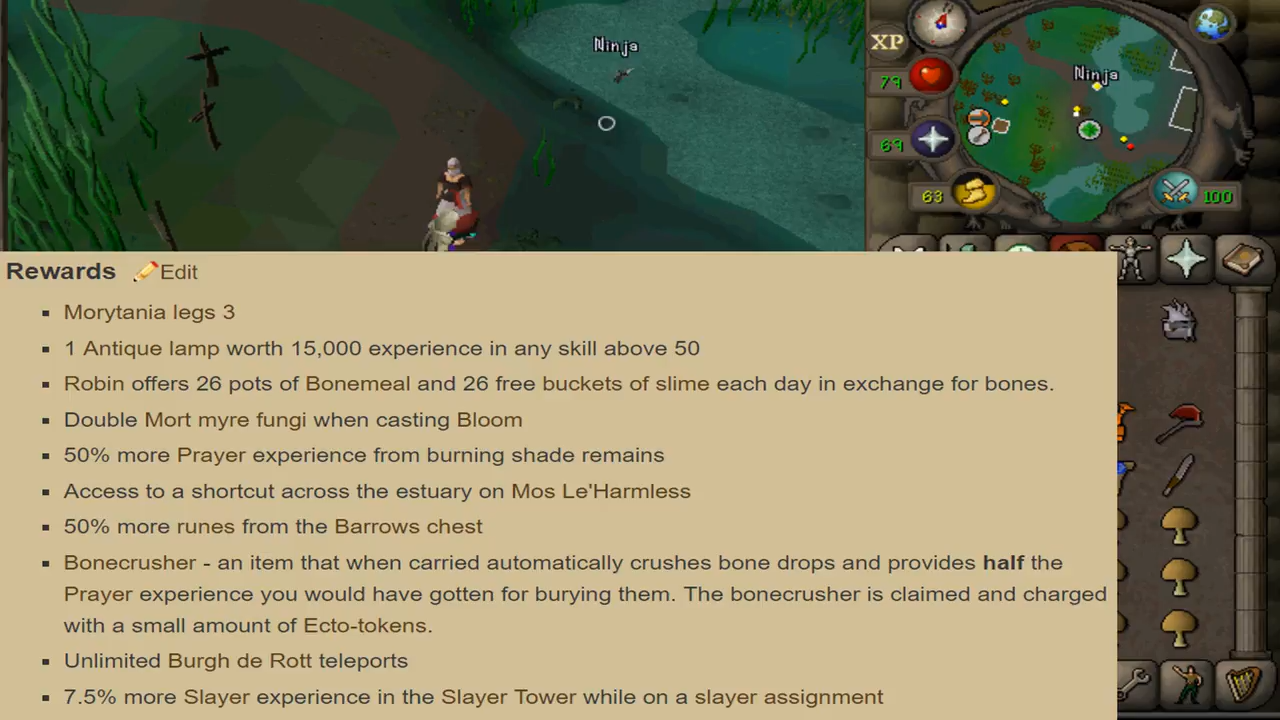 Ninja
XP
Ninja
79
69
63
100
Rewards Edit
Morytania legs 3
1 Antique lamp worth 15,000 experience in any skill above 50
Robin offers 26 pots of Bonemeal and 26 free buckets of slime each day in exchange for bones.
Double Mort myre fungi when casting Bloom
50% more Prayer experience from burning shade remains
Access to a shortcut across the estuary on Mos Le'Harmless
50% more runes from the Barrows chest
Bonecrusher - an item that when carried automatically crushes bone drops and provides half the
Prayer experience you would have gotten for burying them. The bonecrusher is claimed and charged
with a small amount of Ecto-tokens.
Unlimited Burgh de Rott teleports
7.5% more Slayer experience in the Slayer Tower while on a slayer assignment